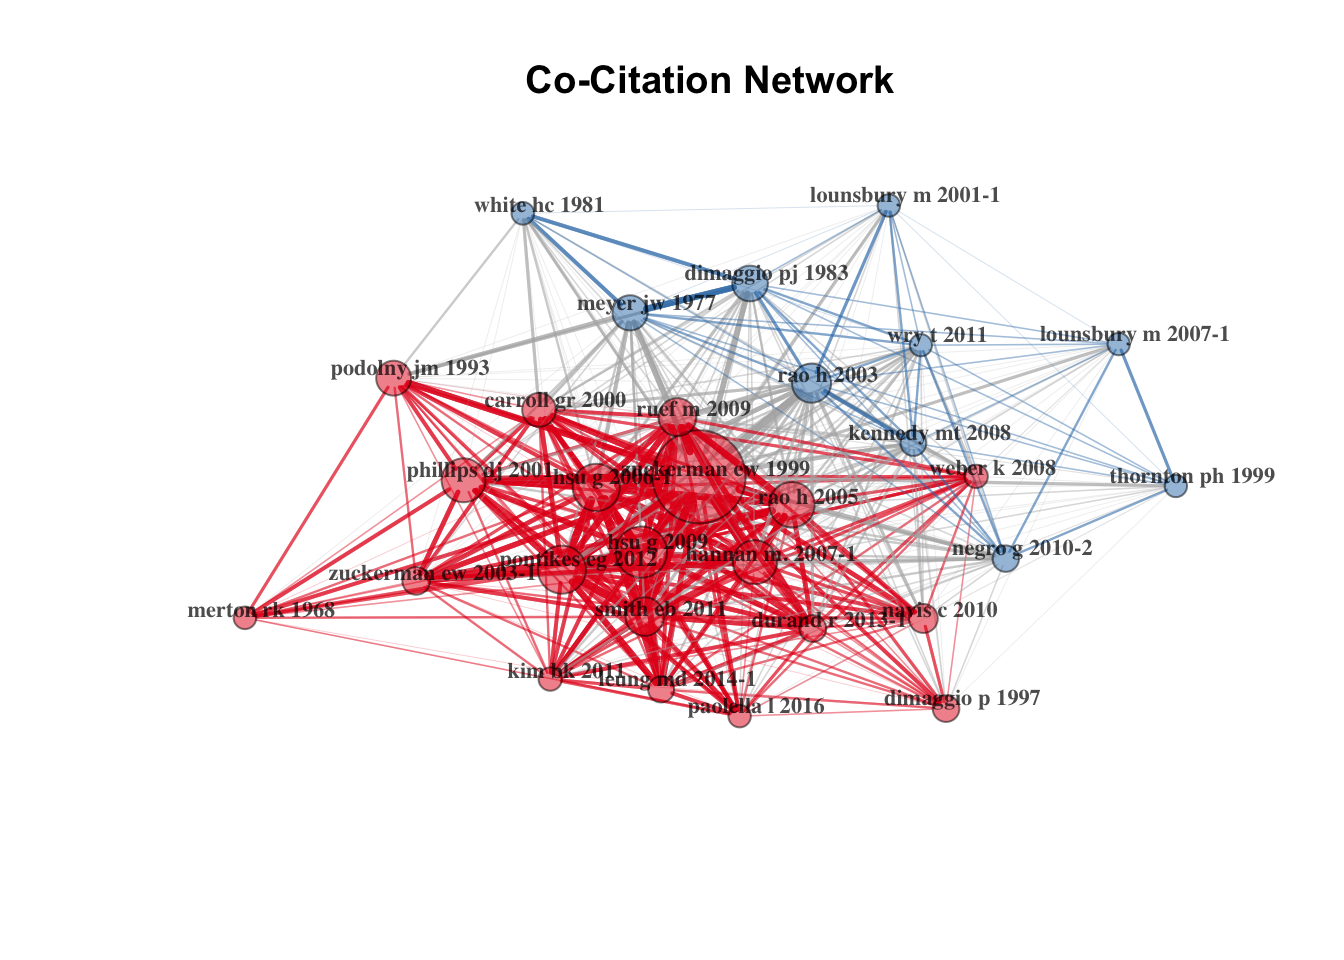 Co-Citation Network
lounsbury m 2001-1
white hc 1981
dimaggio pj 1983
meyer jw 1977
wry t 2011
lounsbury m 2007-1
podolny jm 1993
rao h 2003
carroll gr 2000
ruef m 2009
kennedy mt 2008
phillips dj 2001
zuckerman ew 1999
weber k 2008
hsu g 2006-1
thornton ph 1999
rao h 2005
hsu g 2009
negro g 2010-2
hannan m. 2007-1
pontikes eg 2012
zuckerman ew 2003-1
merton rk 1968
smith eb 2011
navis c 2010
durand r 2013-1
kim bk 2011
leung md 2014-1
dimaggio p 1997
paolella l 2016